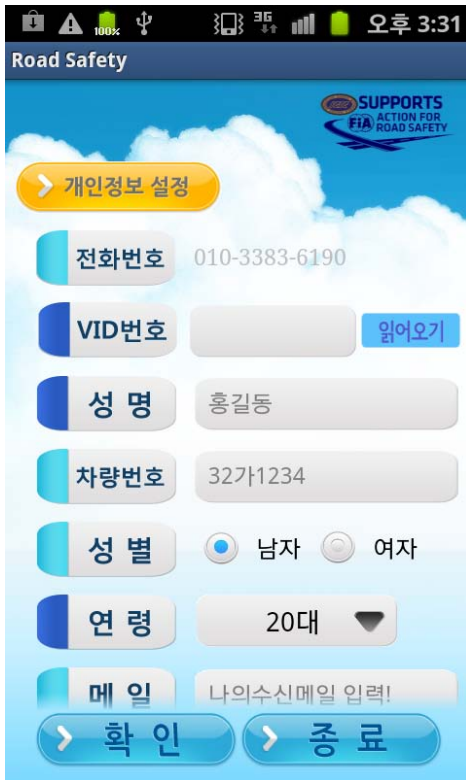 100%
3G
오후 3:31
Road Safety
SUPPORTS
FiA ACTION FOR
ROAD SAFETY
개인정보 설정
전화번호 010-3383-6190
VID번호 읽어오기
성 명 홍길동
차량번호 32가1234
성 별 남자 여자
연 령 20대
메 일 나의수신메일 입력!
확 인 종 료